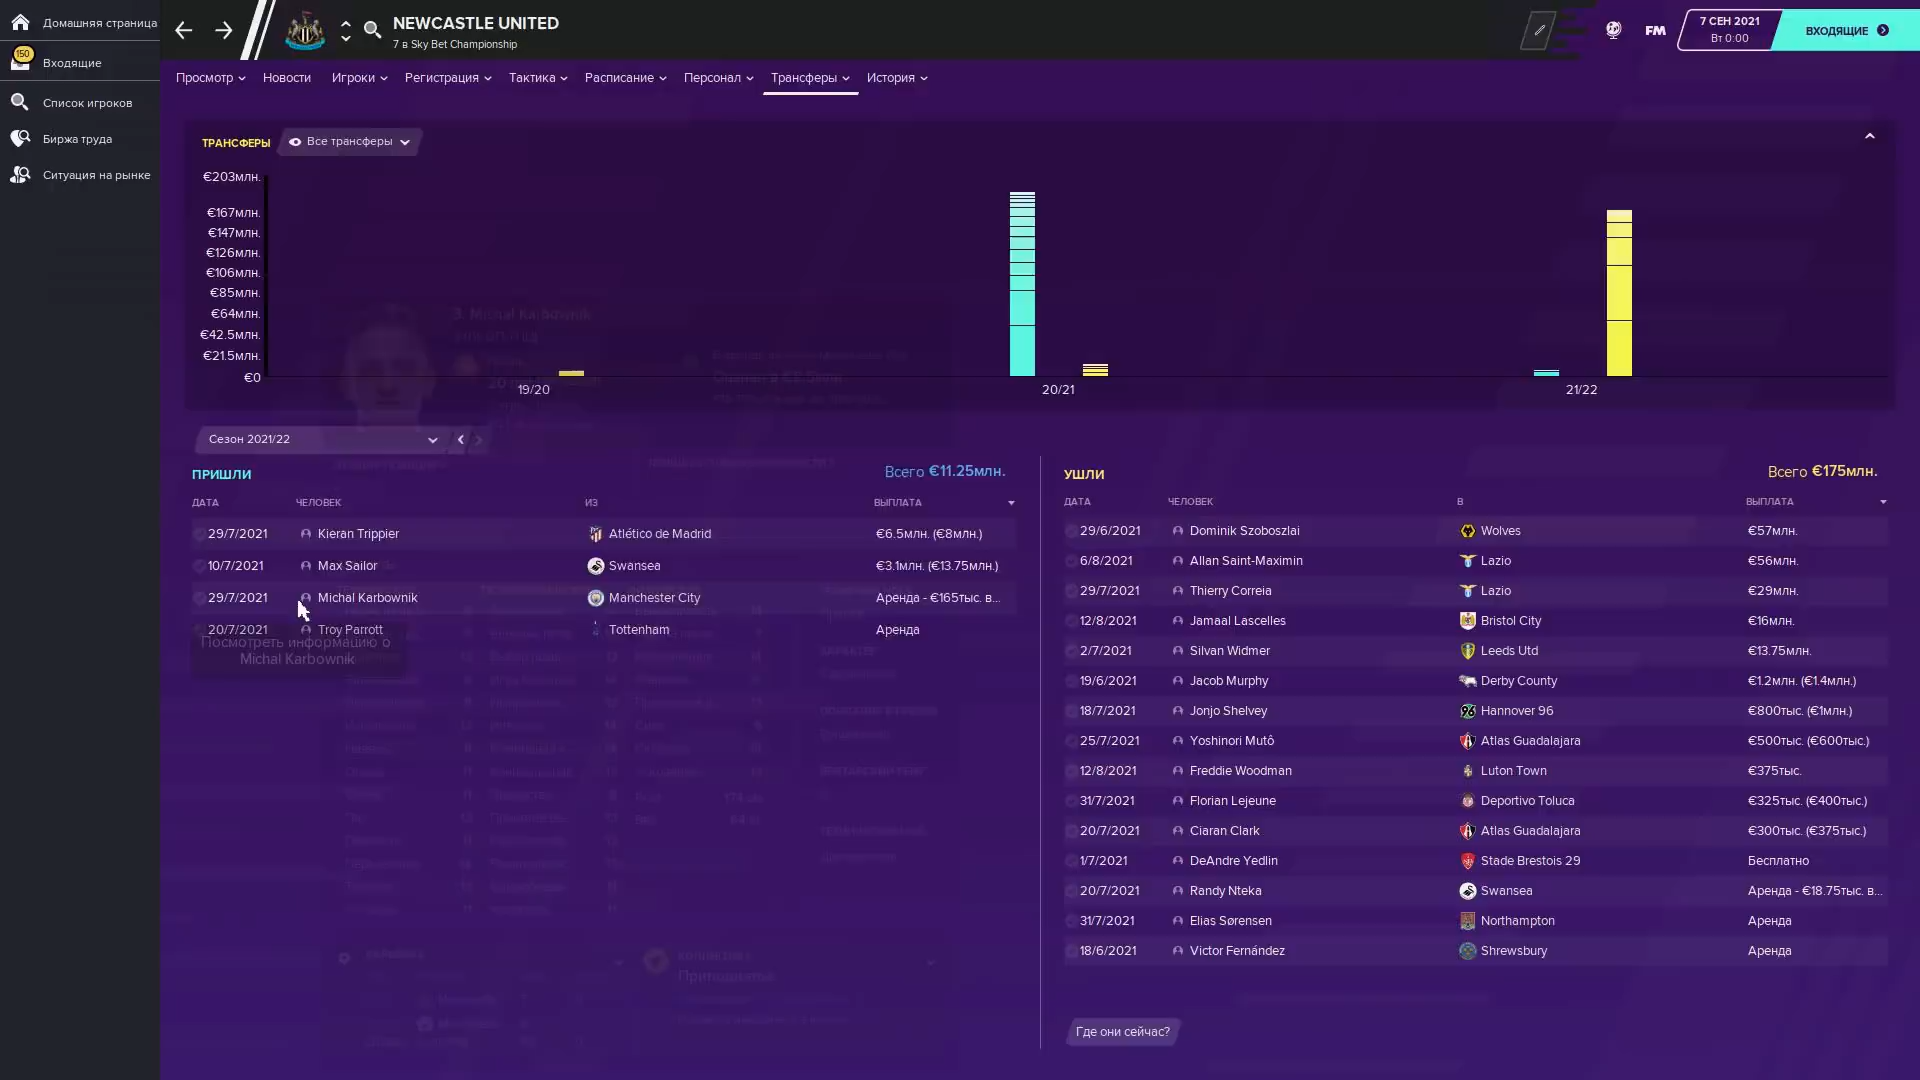 Домашняя страница
150
Входящие
Список игроков
Биржа труда
Ситуация на рынке
NEWCASTLE UNITED
7 в Sky Bet Championship
FM
7 СЕН 2021
Вт 0:00
ВХОДЯЩИЕ
Просмотр Новости Игроки Регистрация Тактика Расписание Персонал Трансферы История
ТРАНСФЕРЫ Все трансферы
€203млн.
€167млн.
€147млн.
€126млн.
€106млн.
€85млн.
€64млн.
€42.5млн.
€21.5млн.
€0
19/20 20/21 21/22
3. Michal Karbownik
Сезон 2021/22
ПРИШЛИ Всего €11.25млн.
ДАТА ЧЕЛОВЕК ИЗ ВЫПЛАТА
29/7/2021 Kieran Trippier Atlético de Madrid €6.5млн. (€8млн.)
10/7/2021 Max Sailor Swansea €3.1млн. (€13.75млн.)
29/7/2021 Michal Karbownik Manchester City Аренда - €165тыс. в...
20/7/2021 Troy Parrott Tottenham Аренда
Посмотреть информацию о
Michal Karbownik
УШЛИ Всего €175млн.
ДАТА ЧЕЛОВЕК В ВЫПЛАТА
29/6/2021 Dominik Szoboszlai Wolves €57млн.
6/8/2021 Allan Saint-Maximin Lazio €56млн.
29/7/2021 Thierry Correia Lazio €29млн.
12/8/2021 Jamaal Lascelles Bristol City €16млн.
2/7/2021 Silvan Widmer Leeds Utd €13.75млн.
19/6/2021 Jacob Murphy Derby County €1.2млн. (€1.4млн.)
18/7/2021 Jonjo Shelvey Hannover 96 €800тыс. (€1млн.)
25/7/2021 Yoshinori Mutô Atlas Guadalajara €500тыс. (€600тыс.)
12/8/2021 Freddie Woodman Luton Town €375тыс.
31/7/2021 Florian Lejeune Deportivo Toluca €325тыс. (€400тыс.)
20/7/2021 Ciaran Clark Atlas Guadalajara €300тыс. (€375тыс.)
1/7/2021 DeAndre Yedlin Stade Brestois 29 Бесплатно
20/7/2021 Randy Nteka Swansea Аренда - €18.75тыс. в...
31/7/2021 Elias Sørensen Northampton Аренда
18/6/2021 Victor Fernández Shrewsbury Аренда
Где они сейчас?